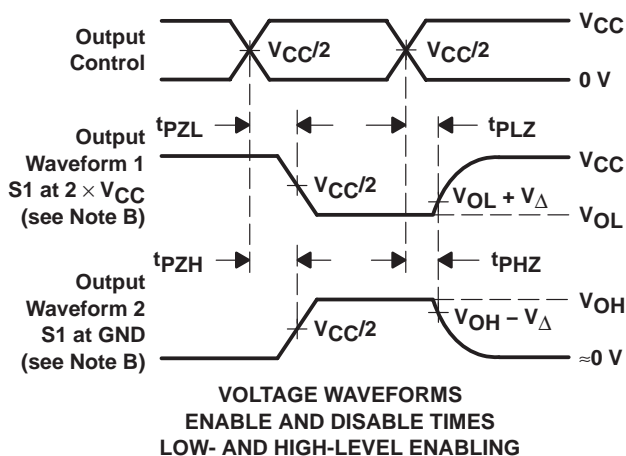 Output
Control
VCC/2
VCC/2
VCC
0 V
tPZL
tPLZ
Output
Waveform 1
S1 at 2 × VCC
(see Note B)
VCC/2
VCC
VOL + VΔ
VOL
tPZH
tPHZ
Output
Waveform 2
S1 at GND
(see Note B)
VCC/2
VOH
VOH – VΔ
≈0 V
VOLTAGE WAVEFORMS
ENABLE AND DISABLE TIMES
LOW- AND HIGH-LEVEL ENABLING